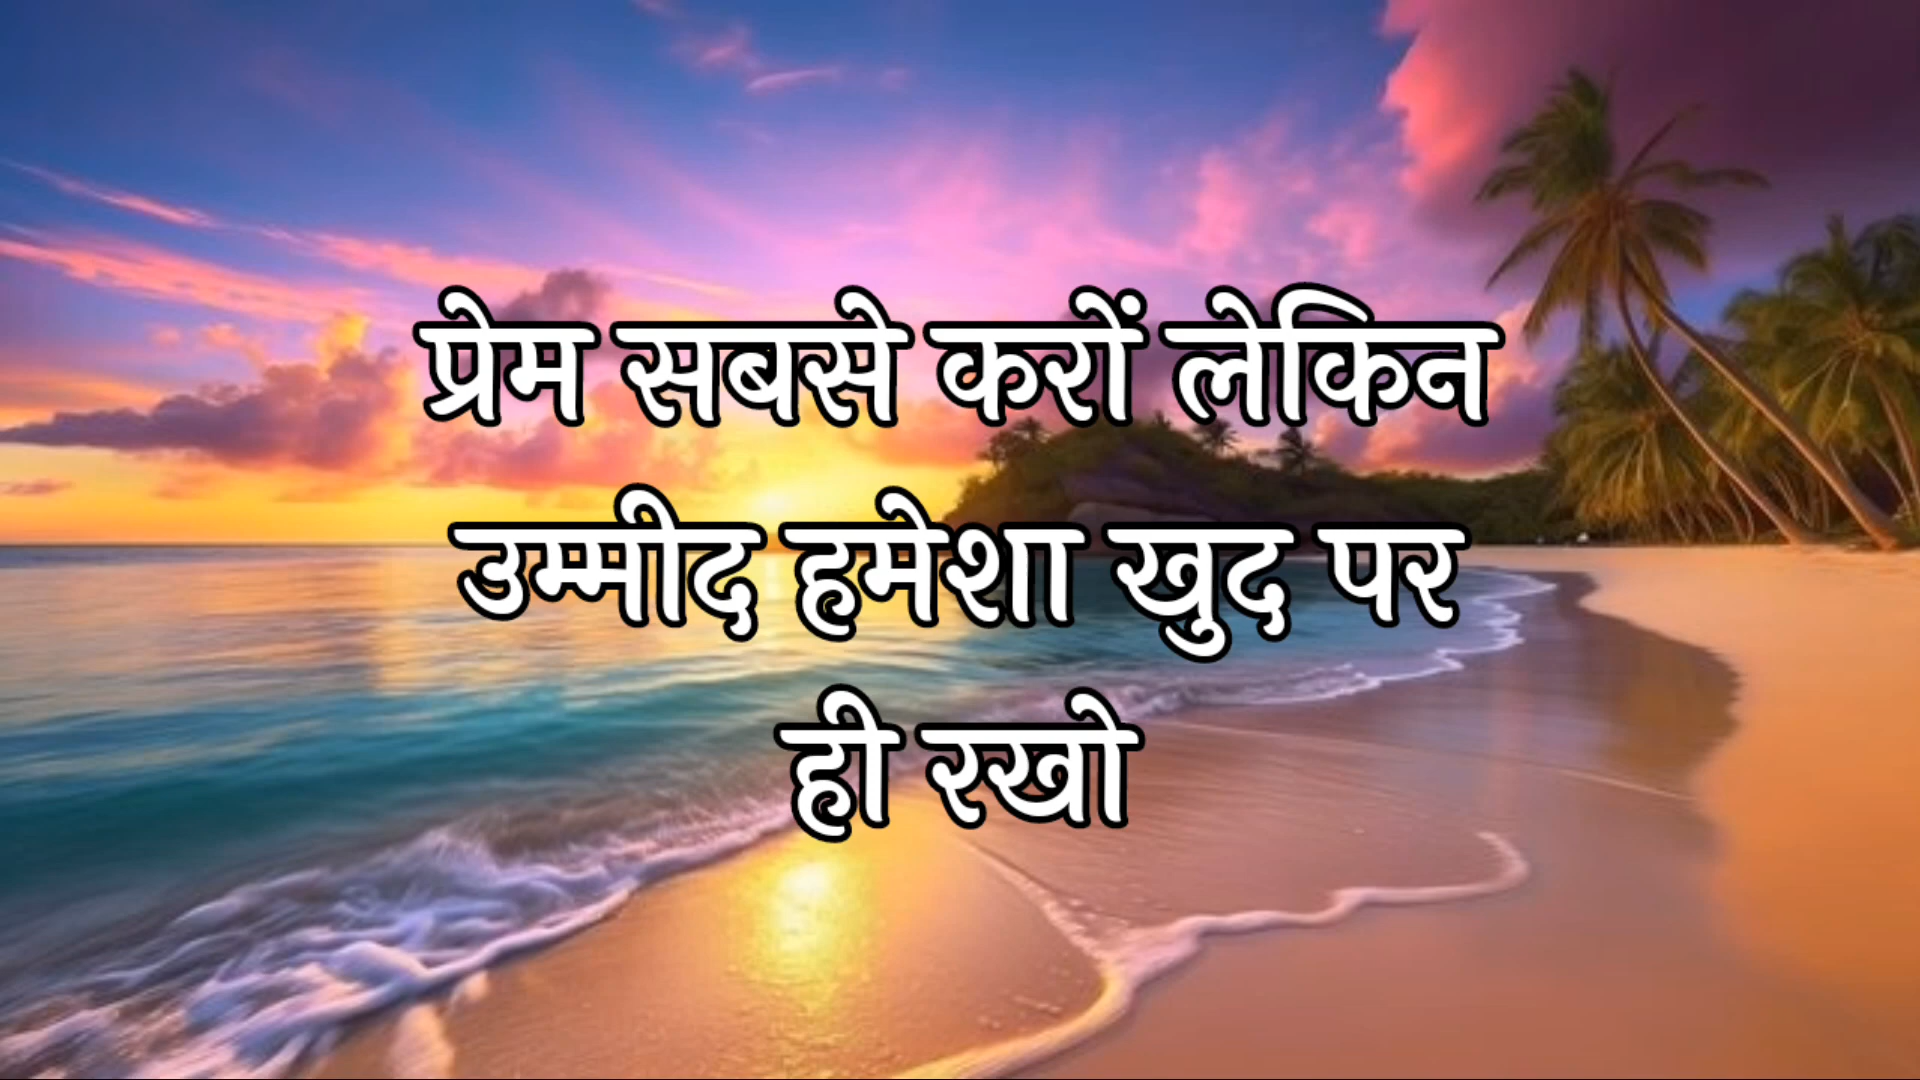 प्रेम सबसे करों लेकिन
उम्मीद हमेशा खुद पर
ही रखो